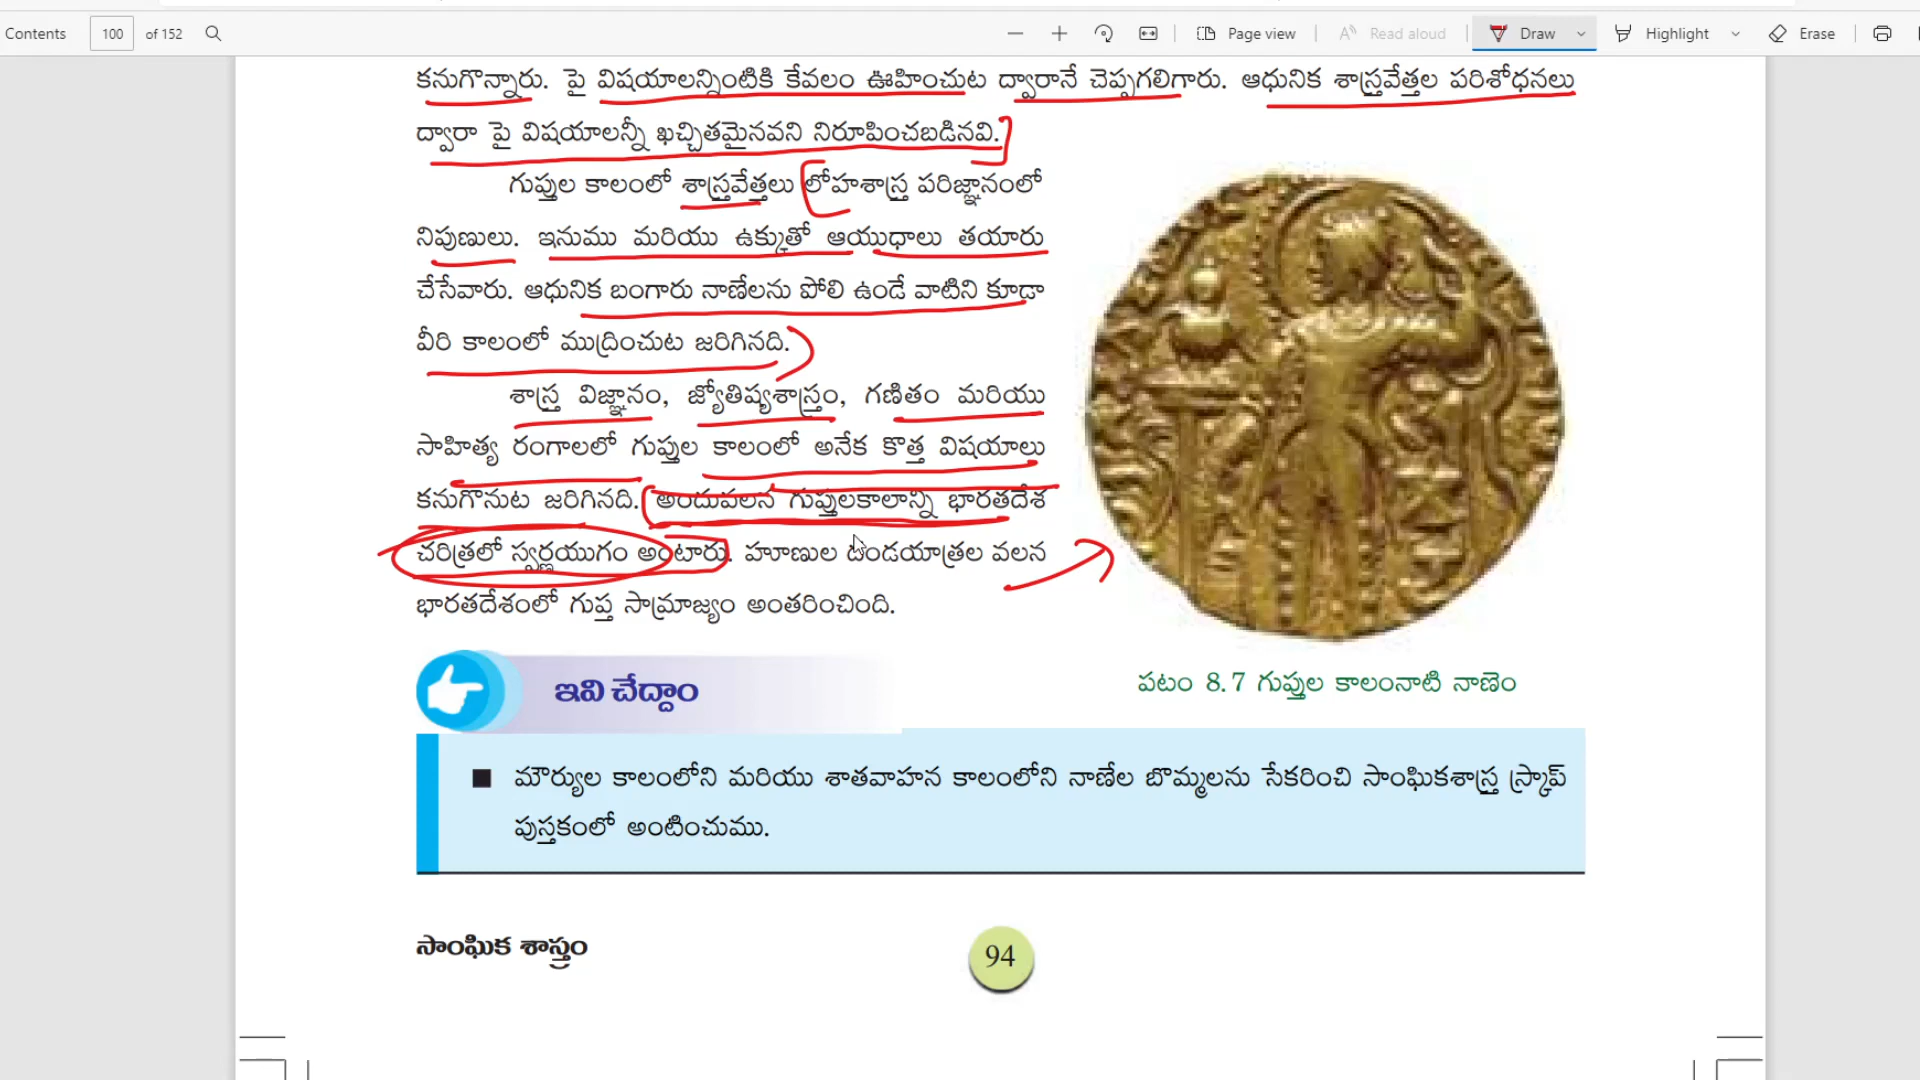 Contents 100 of 152 Page view Read aloud Draw Highlight Erase
కనుగొన్నారు. పై విషయాలన్నింటికి కేవలం ఊహించుట ద్వారానే చెప్పగలిగారు. ఆధునిక శాస్త్రవేత్తల పరిశోధనలు
ద్వారా పై విషయాలన్నీ ఖచ్చితమైనవని నిరూపించబడినవి.
గుప్తుల కాలంలో శాస్త్రవేత్తలు లోహశాస్త్ర పరిజ్ఞానంలో
నిపుణులు. ఇనుము మరియు ఉక్కుతో ఆయుధాలు తయారు
చేసేవారు. ఆధునిక బంగారు నాణేలను పోలి ఉండే వాటిని కూడా
వీరి కాలంలో ముద్రించుట జరిగినది.
శాస్త్ర విజ్ఞానం, జ్యోతిష్యశాస్త్రం, గణితం మరియు
సాహిత్య రంగాలలో గుప్తుల కాలంలో అనేక కొత్త విషయాలు
కనుగొనుట జరిగినది. అందువలన గుప్తులకాలాన్ని భారతదేశ
చరిత్రలో స్వర్ణయుగం అంటారు. హూణుల దండయాత్రల వలన
భారతదేశంలో గుప్త సామ్రాజ్యం అంతరించింది.
పటం 8.7 గుప్తుల కాలంనాటి నాణెం
ఇవి చేద్దాం
■ మౌర్యుల కాలంలోని మరియు శాతవాహన కాలంలోని నాణేల బొమ్మలను సేకరించి సాంఘికశాస్త్ర స్క్రాప్
పుస్తకంలో అంటించుము.
సాంఘిక శాస్త్రం
94